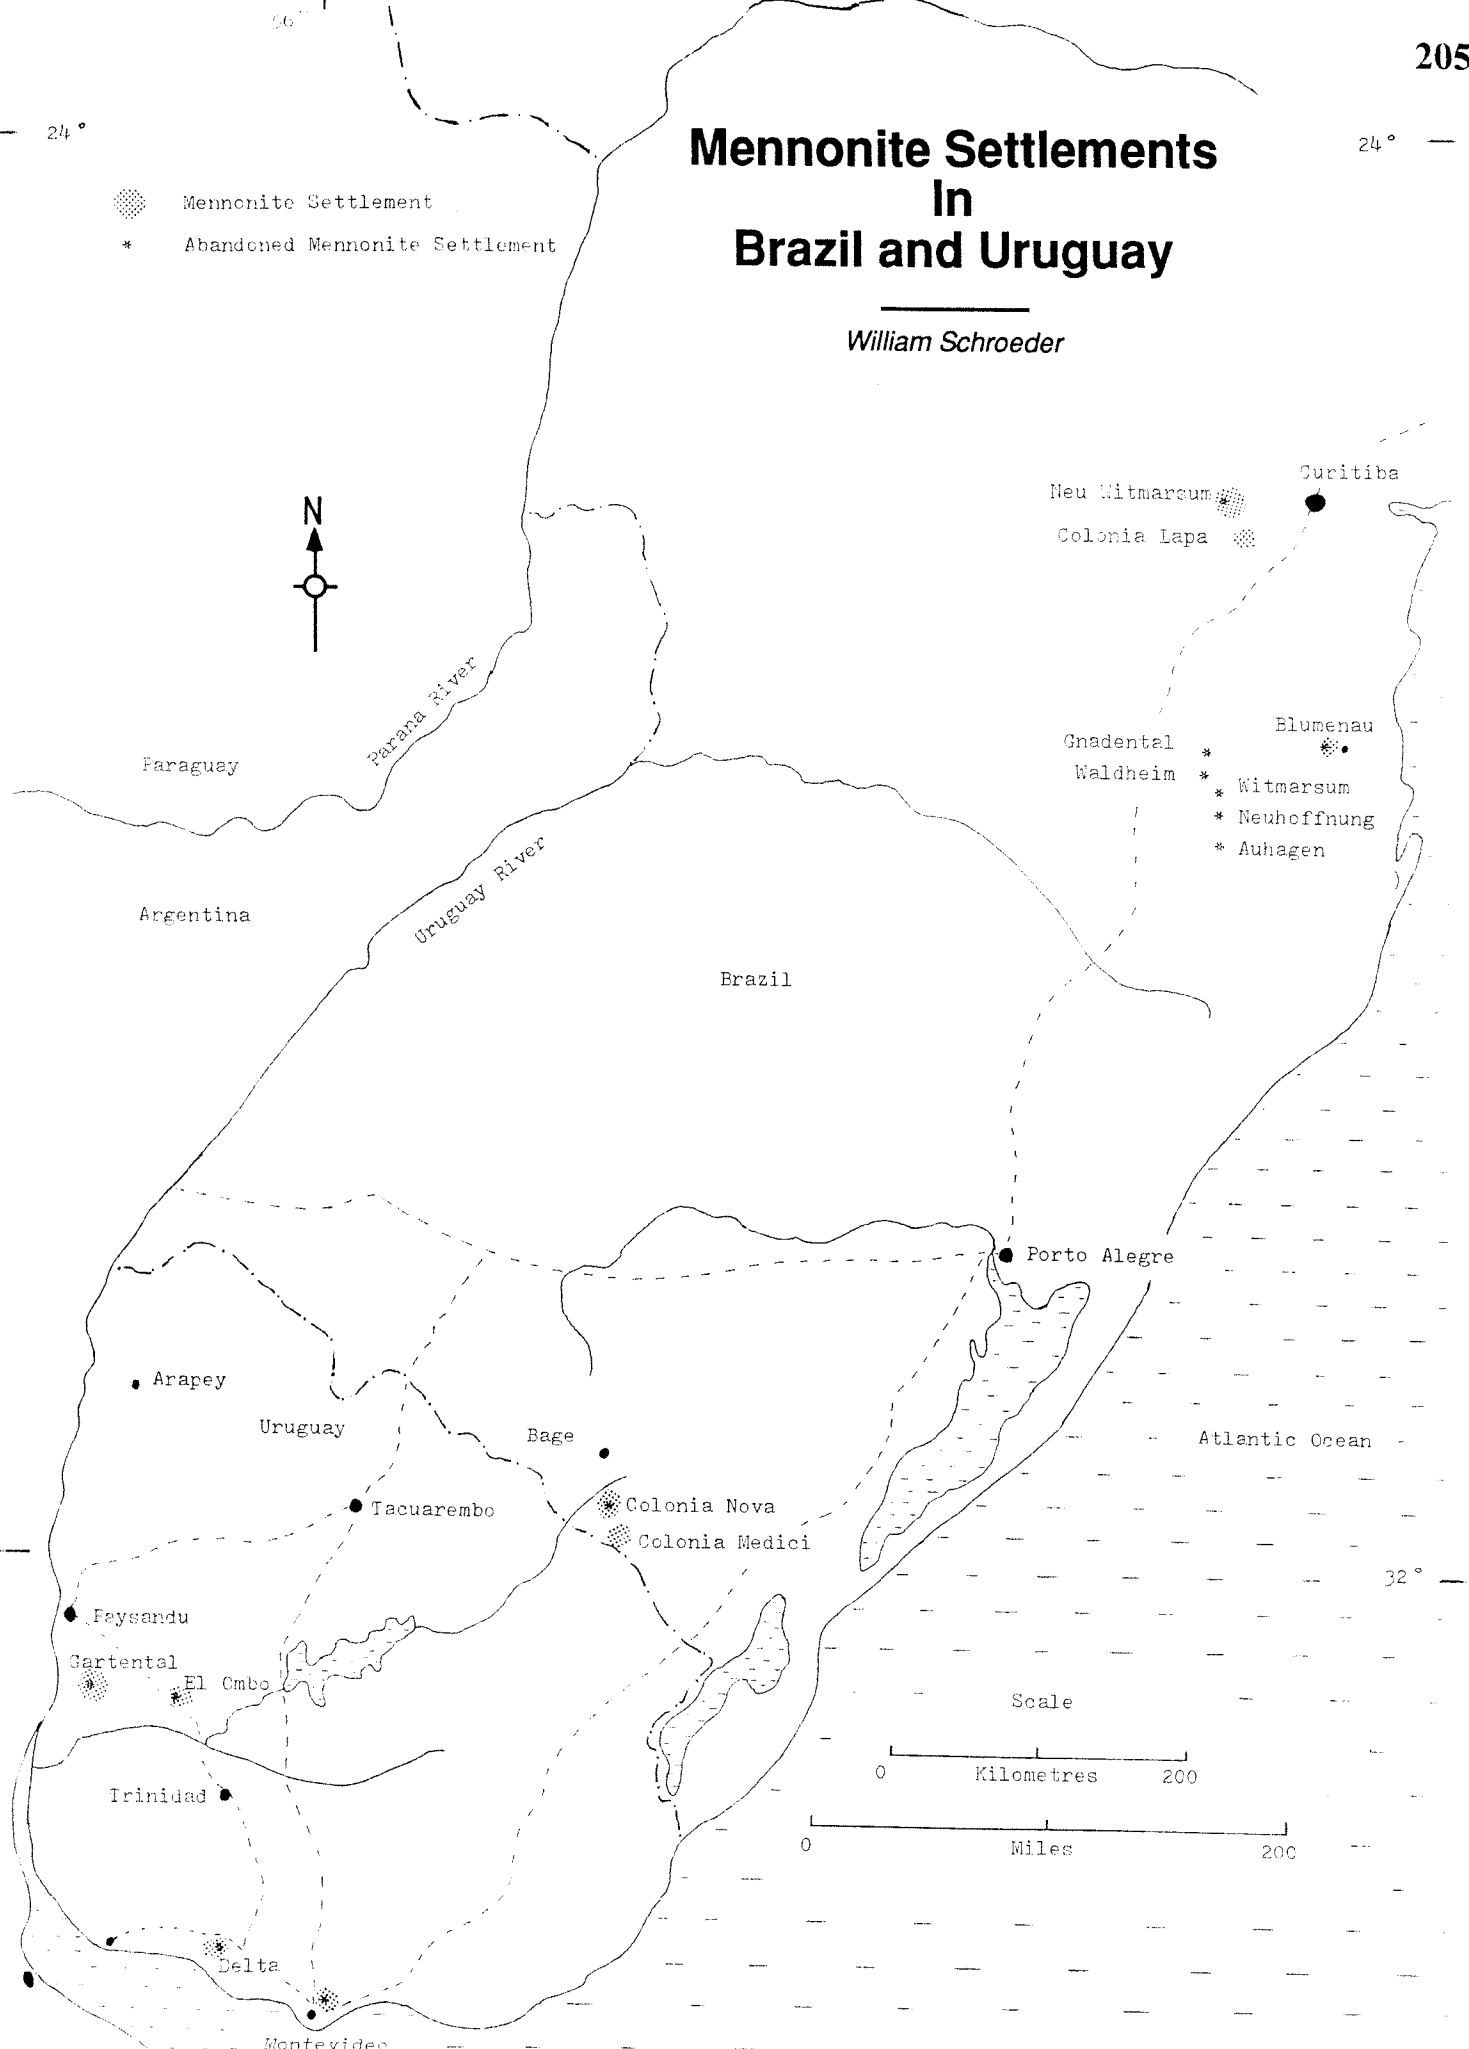 56°
205
24°
24°
Mennonite Settlements
In
Brazil and Uruguay
William Schroeder
Mennonite Settlement
* Abandoned Mennonite Settlement
N
Curitiba
Neu Witmarsum
Colonia Lapa
Parana River
Paraguay
Blumenau
Gnadental
Waldheim
Witmarsum
Neuhoffnung
Auhagen
Uruguay River
Argentina
Brazil
Porto Alegre
Arapey
Uruguay
Bage
Atlantic Ocean
Tacuarembo
Colonia Nova
Colonia Medici
32°
Paysandu
Gartental
El Ombo
Scale
0 Kilometres 200
Trinidad
0 Miles 200
Delta
Montevideo